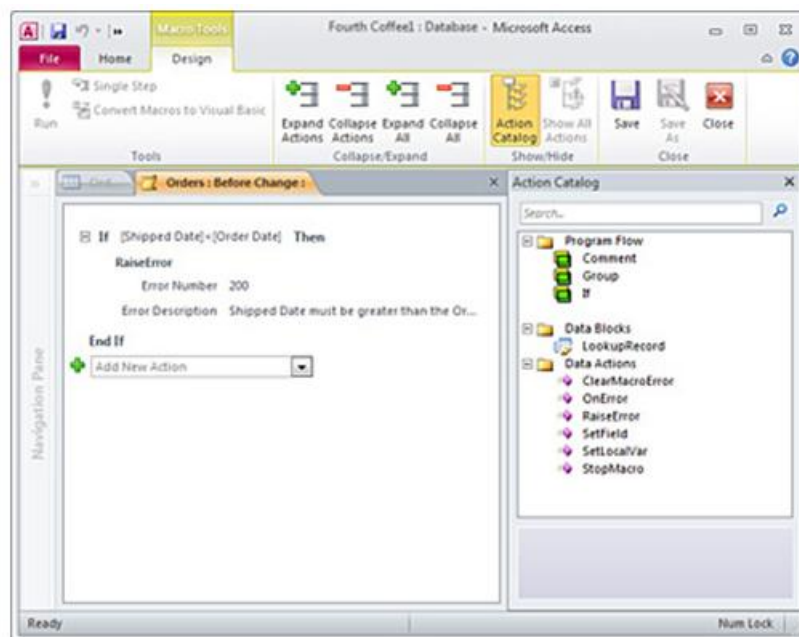 Macro Tools
Fourth Coffee1 : Database - Microsoft Access
File
Home
Design
Run
Single Step
Convert Macros to Visual Basic
Tools
Expand Actions
Collapse Actions
Expand All
Collapse All
Collapse/Expand
Action Catalog
Show All Actions
Show/Hide
Save
Save As
Close
Close
Orders : Before Change :
Action Catalog
Search...
If [Shipped Date]<[Order Date] Then
RaiseError
Error Number 200
Error Description Shipped Date must be greater than the Or...
End If
Add New Action
Program Flow
Comment
Group
If
Data Blocks
LookupRecord
Data Actions
ClearMacroError
OnError
RaiseError
SetField
SetLocalVar
StopMacro
Navigation Pane
Ready
Num Lock